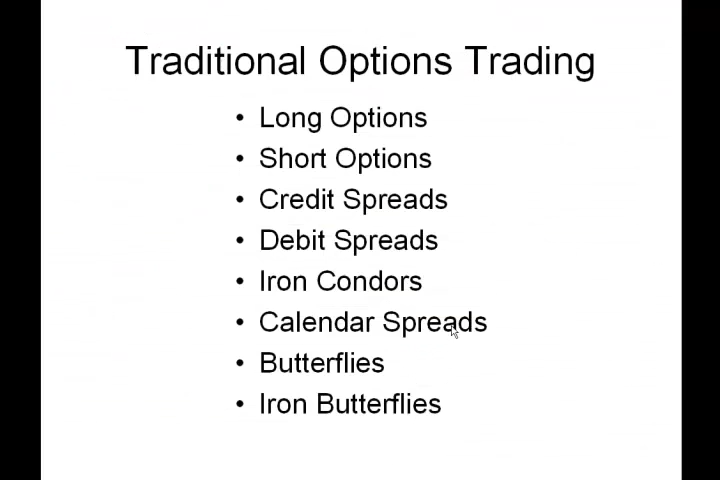 Traditional Options Trading
• Long Options
• Short Options
• Credit Spreads
• Debit Spreads
• Iron Condors
• Calendar Spreads
• Butterflies
• Iron Butterflies